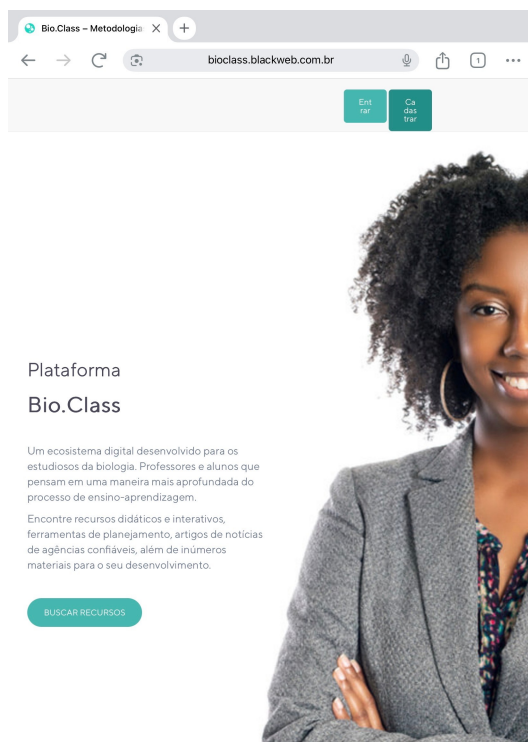 Bio.Class – Metodologia
bioclass.blackweb.com.br
1
Ent
rar
Ca
das
trar
Plataforma
Bio.Class
Um ecosistema digital desenvolvido para os
estudiosos da biologia. Professores e alunos que
pensam em uma maneira mais aprofundada do
processo de ensino-aprendizagem.
Encontre recursos didáticos e interativos,
ferramentas de planejamento, artigos de notícias
de agências confiáveis, além de inúmeros
materiais para o seu desenvolvimento.
BUSCAR RECURSOS